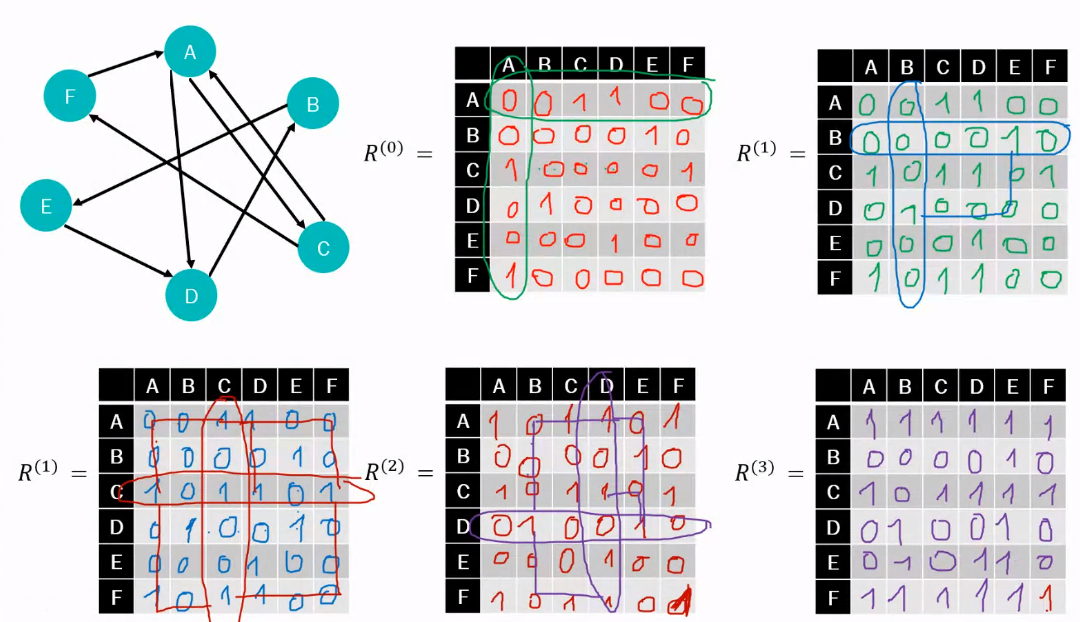 A
F
B
E
C
D
R(0) =
A B C D E F
A 0 0 1 1 0 0
B 0 0 0 0 1 0
C 1 0 0 0 0 1
D 0 1 0 0 0 0
E 0 0 0 1 0 0
F 1 0 0 0 0 0
R(1) =
A B C D E F
A 0 0 1 1 0 0
B 0 0 0 0 1 0
C 1 0 1 1 0 1
D 0 1 0 0 0 0
E 0 0 0 1 0 0
F 1 0 1 1 0 0
R(1) =
A B C D E F
A 0 0 1 1 0 0
B 0 0 0 0 1 0
C 1 0 1 1 0 1
D 0 1 0 0 1 0
E 0 0 0 1 0 0
F 1 0 1 1 0 0
R(2) =
A B C D E F
A 1 0 1 1 0 1
B 0 0 0 0 1 0
C 1 0 1 1 0 1
D 0 1 0 0 1 0
E 0 0 0 1 0 0
F 1 0 1 1 0 1
R(3) =
A B C D E F
A 1 1 1 1 1 1
B 0 0 0 0 1 0
C 1 0 1 1 1 1
D 0 1 0 0 1 0
E 0 1 0 1 1 0
F 1 1 1 1 1 1